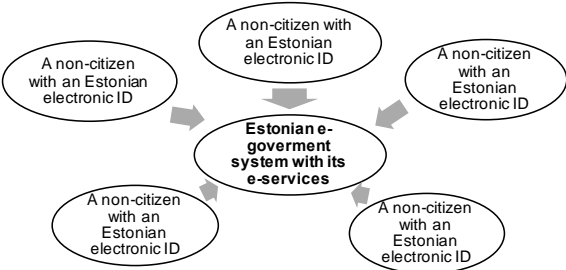 A non-citizen with
an Estonian
electronic ID
A non-citizen
with an Estonian
electronic ID
A non-citizen
with an
Estonian
electronic ID
Estonian e-
goverment
system with its
e-services
A non-citizen
with an
Estonian
electronic ID
A non-citizen
with an
Estonian
electronic ID